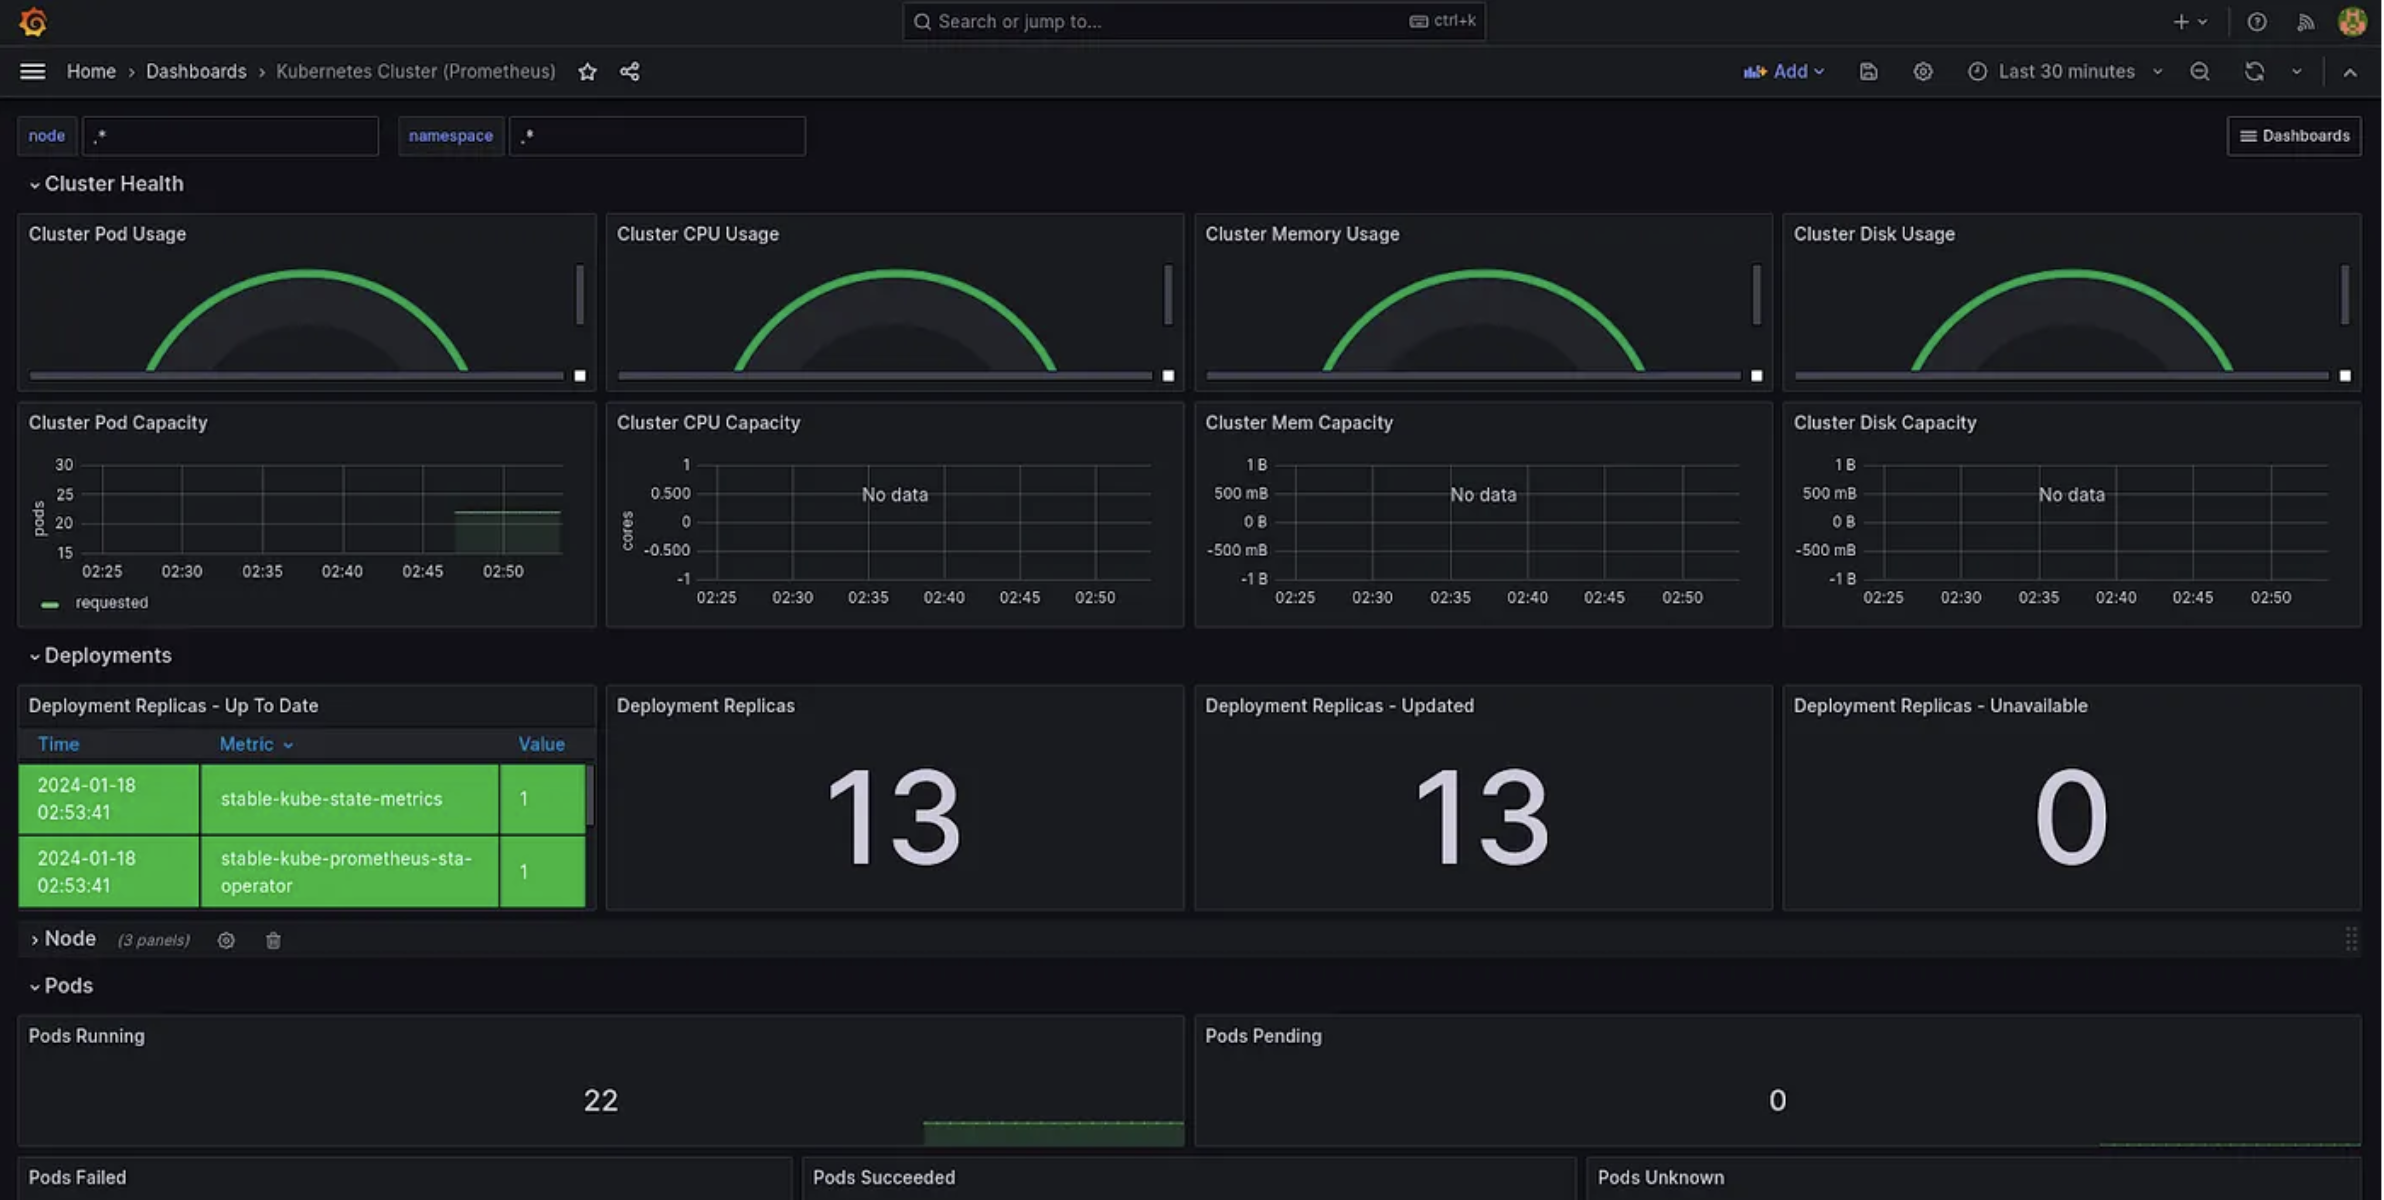 Search or jump to... ctrl+k
Home › Dashboards › Kubernetes Cluster (Prometheus) Add Last 30 minutes
node .* namespace .* Dashboards
Cluster Health
Cluster Pod Usage
Cluster CPU Usage
Cluster Memory Usage
Cluster Disk Usage
Cluster Pod Capacity
30
25
20
15
pods
02:25 02:30 02:35 02:40 02:45 02:50
requested
Cluster CPU Capacity
1
0.500
0
-0.500
-1
cores
No data
02:25 02:30 02:35 02:40 02:45 02:50
Cluster Mem Capacity
1 B
500 mB
0 B
-500 mB
-1 B
No data
02:25 02:30 02:35 02:40 02:45 02:50
Cluster Disk Capacity
1 B
500 mB
0 B
-500 mB
-1 B
No data
02:25 02:30 02:35 02:40 02:45 02:50
Deployments
Deployment Replicas - Up To Date
Time Metric Value
2024-01-18
02:53:41
stable-kube-state-metrics
1
2024-01-18
02:53:41
stable-kube-prometheus-sta-
operator
1
Deployment Replicas
13
Deployment Replicas - Updated
13
Deployment Replicas - Unavailable
0
Node (3 panels)
Pods
Pods Running
22
Pods Pending
0
Pods Failed
Pods Succeeded
Pods Unknown